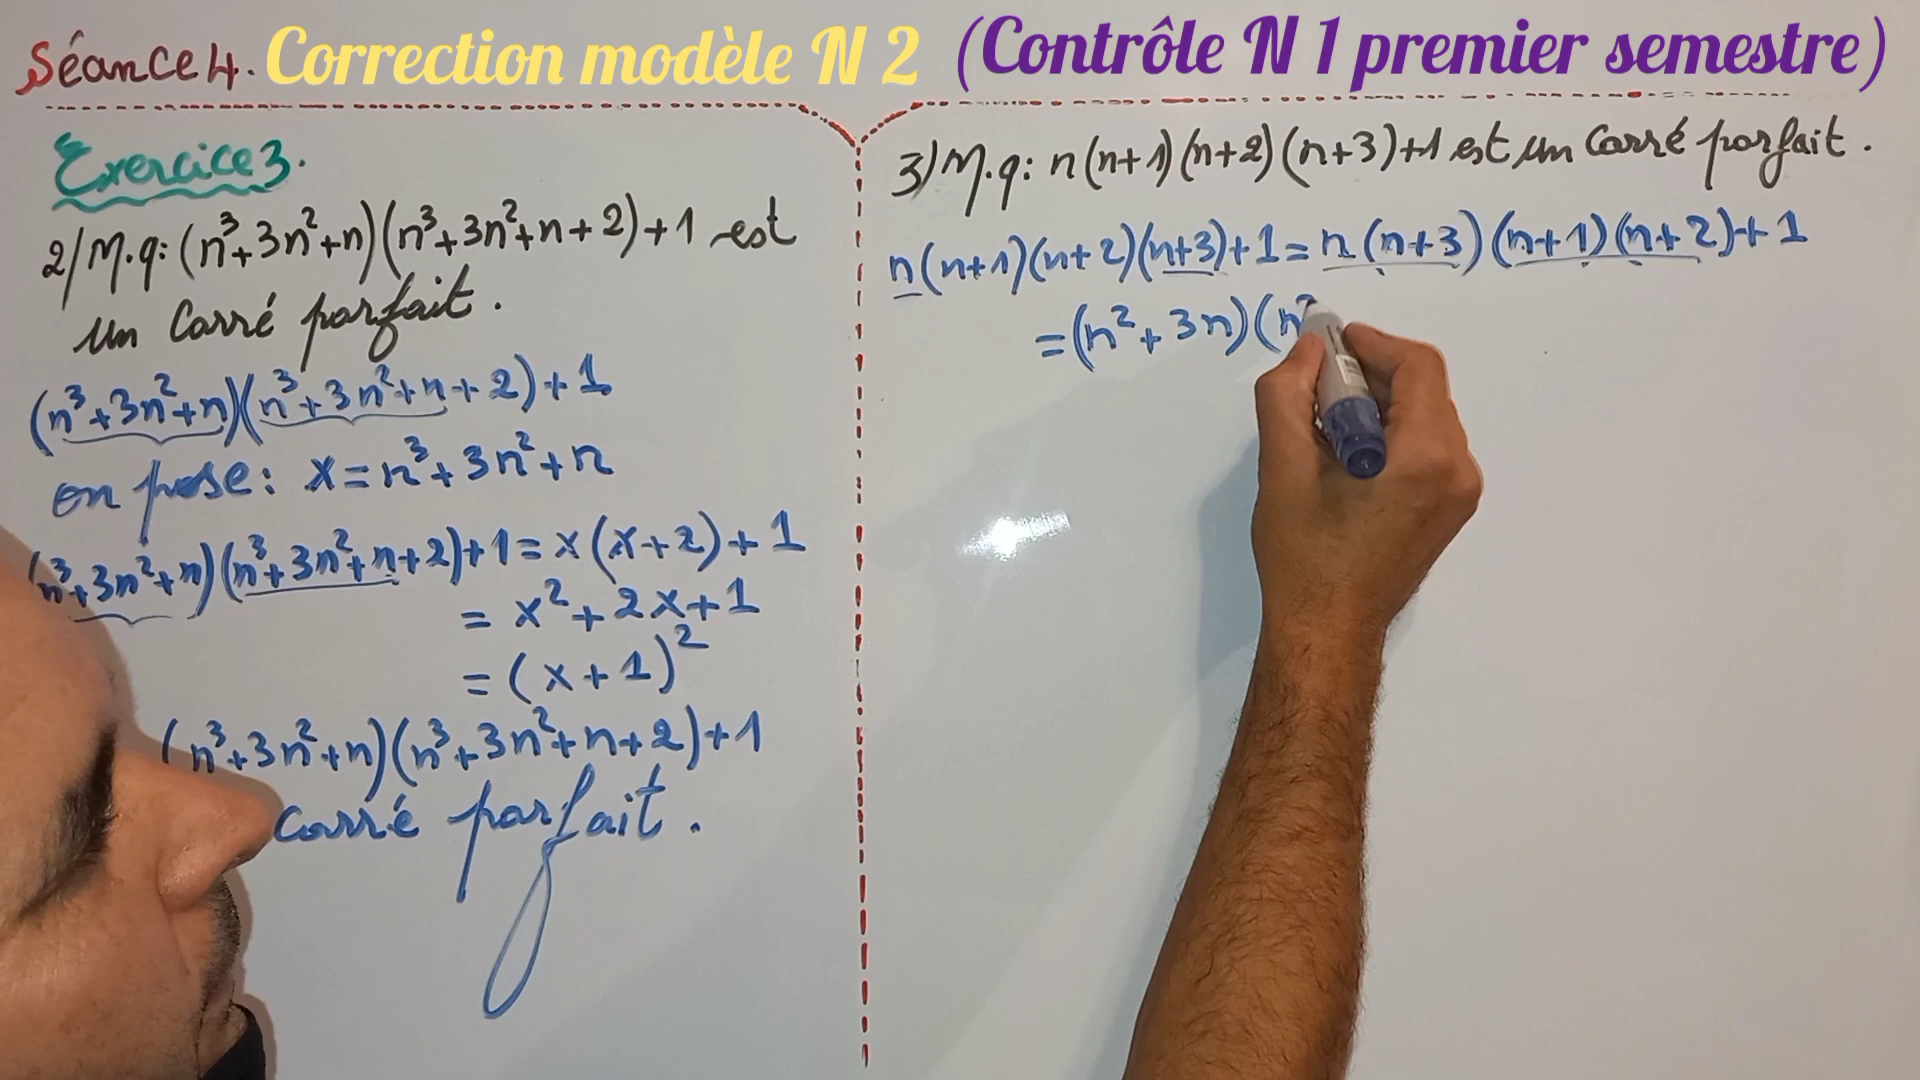 Séance 4. Correction modèle N 2 (Contrôle N 1 premier semestre)
Exercice 3.
2/ M.q: (n³+3n²+n)(n³+3n²+n+2)+1 est
un carré parfait.
(n³+3n²+n)(n³+3n²+n+2)+1
on pose: x=n³+3n²+n
(n³+3n²+n)(n³+3n²+n+2)+1=x(x+2)+1
= x²+2x+1
= (x+1)²
(n³+3n²+n)(n³+3n²+n+2)+1
carré parfait.
3) M.q: n(n+1)(n+2)(n+3)+1 est un carré parfait.
n(n+1)(n+2)(n+3)+1=n(n+3)(n+1)(n+2)+1
=(n²+3n)(n²